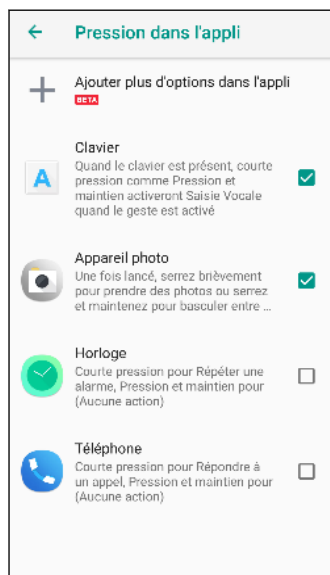 Pression dans l'appli
Ajouter plus d'options dans l'appli
BETA
Clavier
Quand le clavier est présent, courte
pression comme Pression et
maintien activeront Saisie Vocale
quand le geste est activé
A
Appareil photo
Une fois lancé, serrez brièvement
pour prendre des photos ou serrez
et maintenez pour basculer entre ...
Horloge
Courte pression pour Répéter une
alarme, Pression et maintien pour
(Aucune action)
Téléphone
Courte pression pour Répondre à
un appel, Pression et maintien pour
(Aucune action)